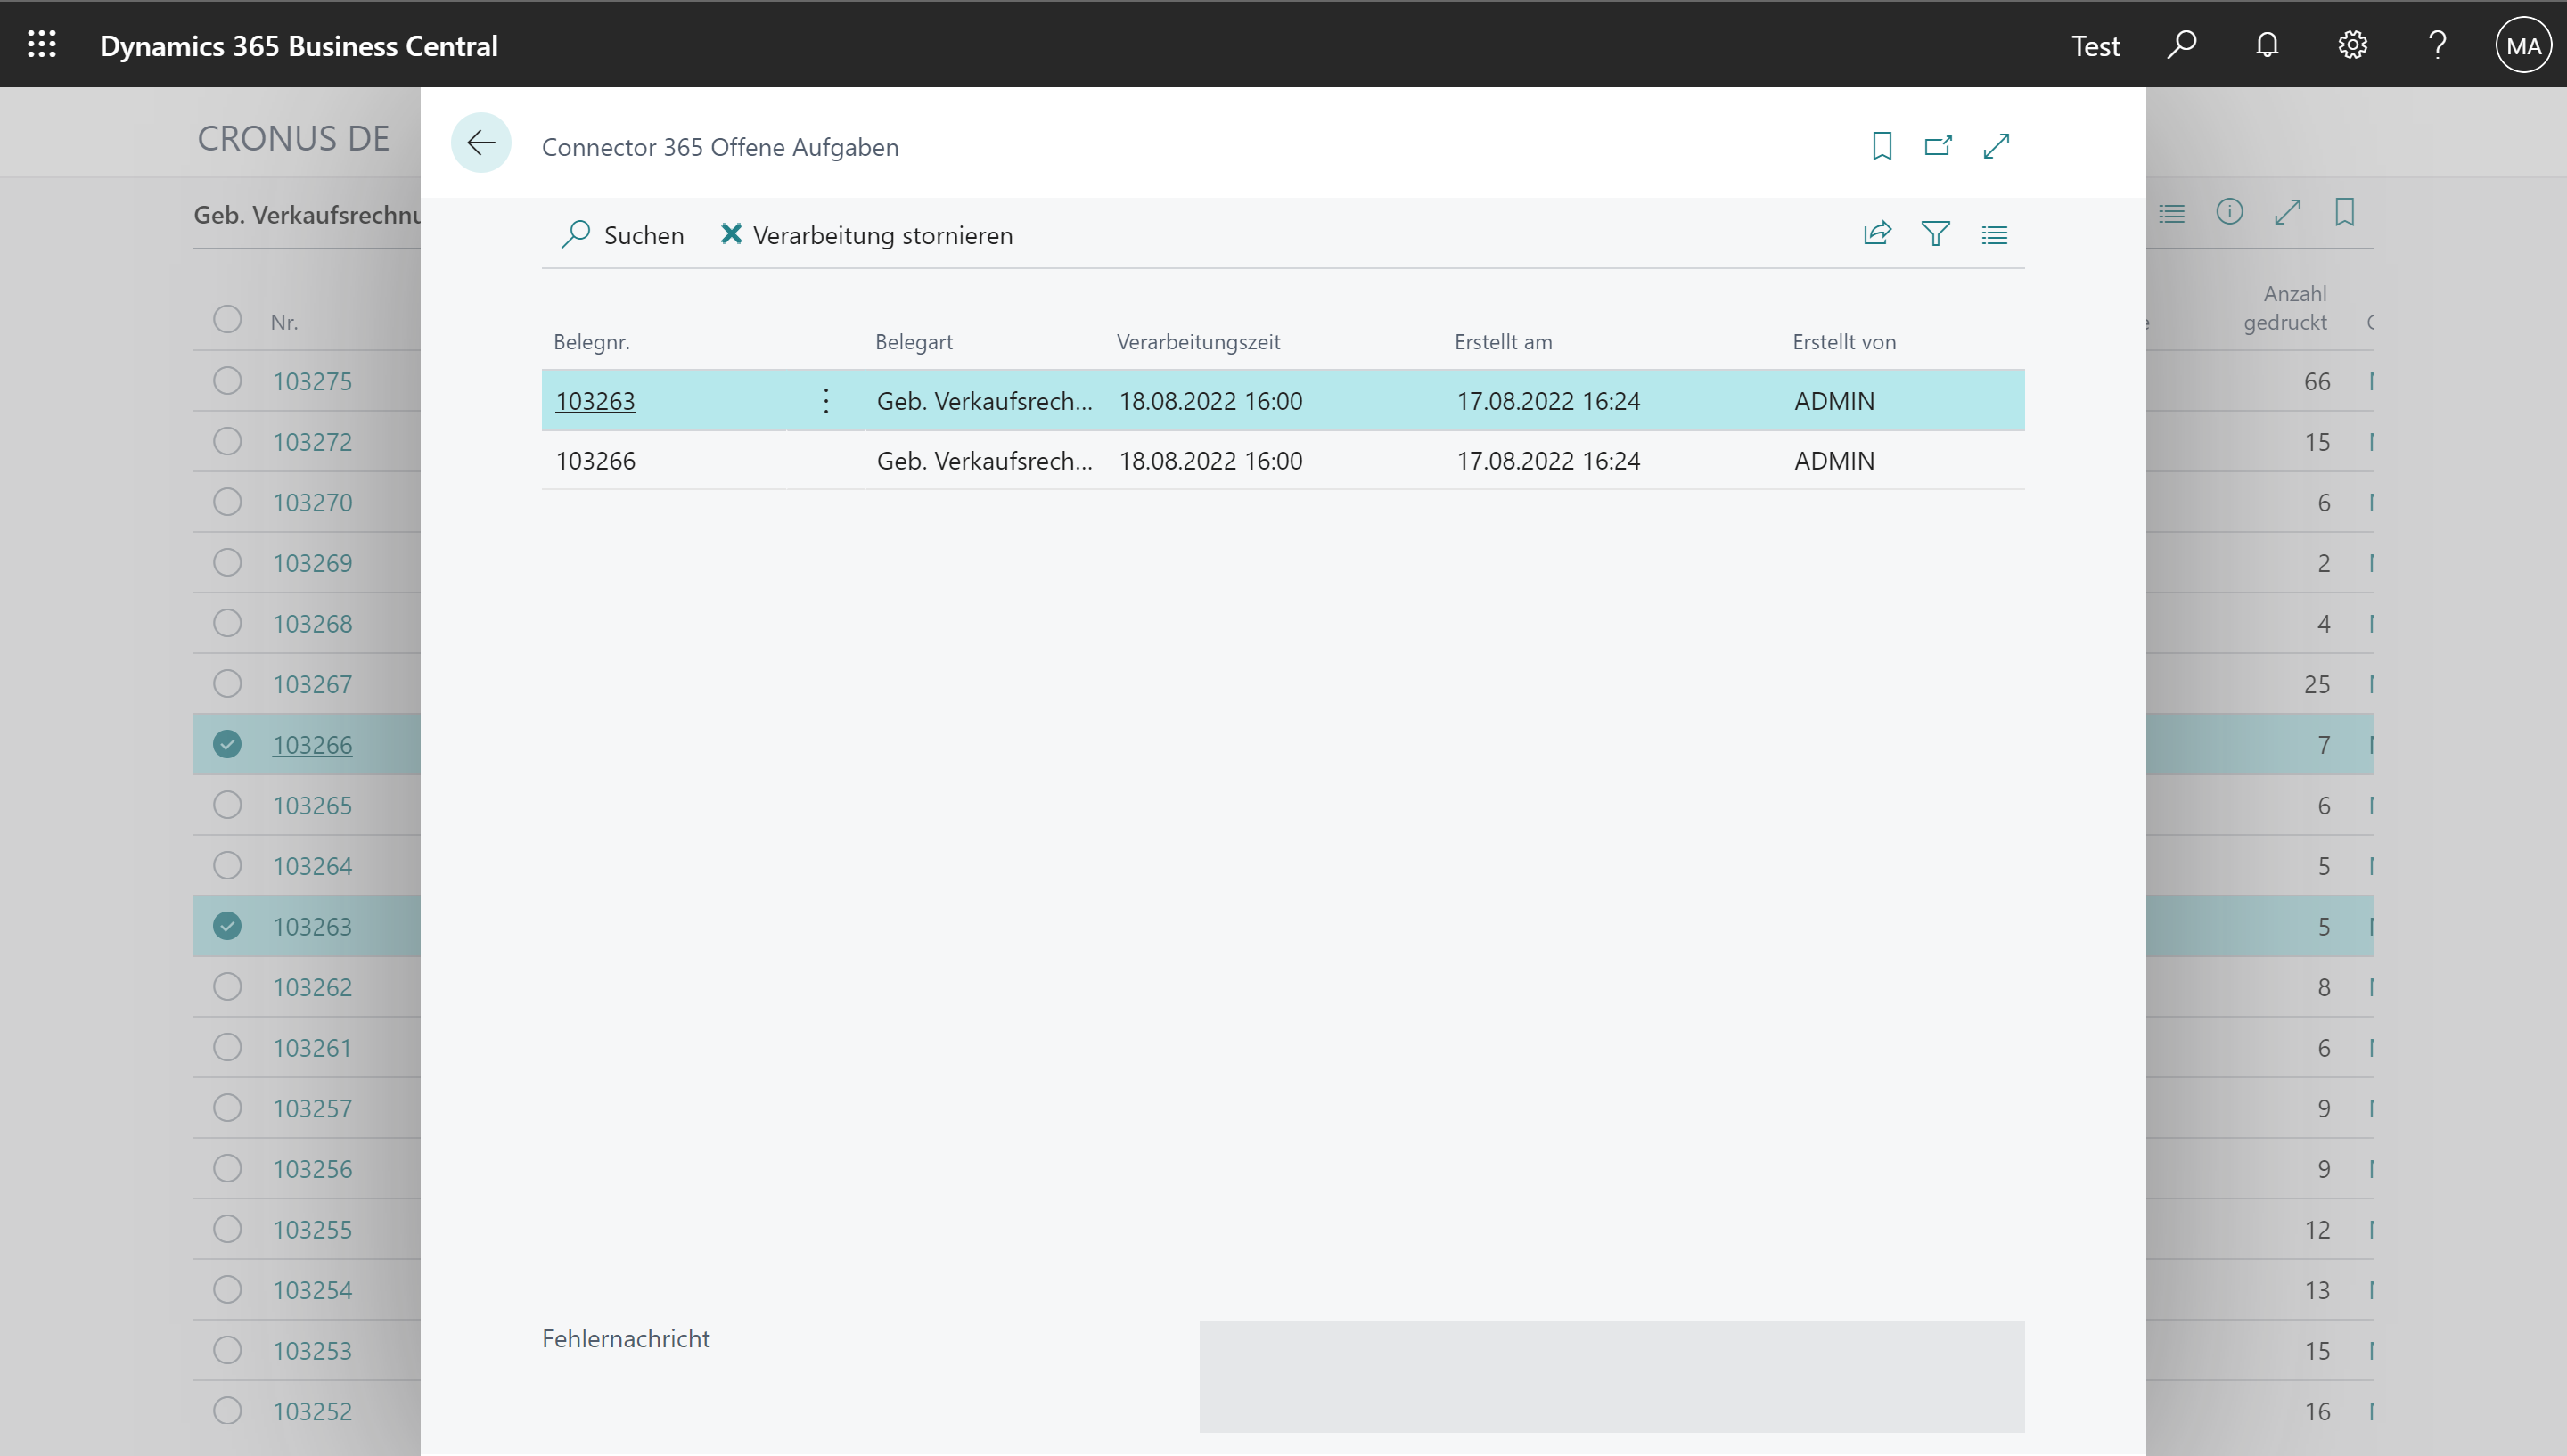 Dynamics 365 Business Central
Test
MA
CRONUS DE
Geb. Verkaufsrechnu
Connector 365 Offene Aufgaben
Suchen
Verarbeitung stornieren
Belegnr. Belegart Verarbeitungszeit Erstellt am Erstellt von
103263 Geb. Verkaufsrech... 18.08.2022 16:00 17.08.2022 16:24 ADMIN
103266 Geb. Verkaufsrech... 18.08.2022 16:00 17.08.2022 16:24 ADMIN
Fehlernachricht
Nr. Anzahl
gedruckt
103275 66
103272 15
103270 6
103269 2
103268 4
103267 25
103266 7
103265 6
103264 5
103263 5
103262 8
103261 6
103257 9
103256 9
103255 12
103254 13
103253 15
103252 16